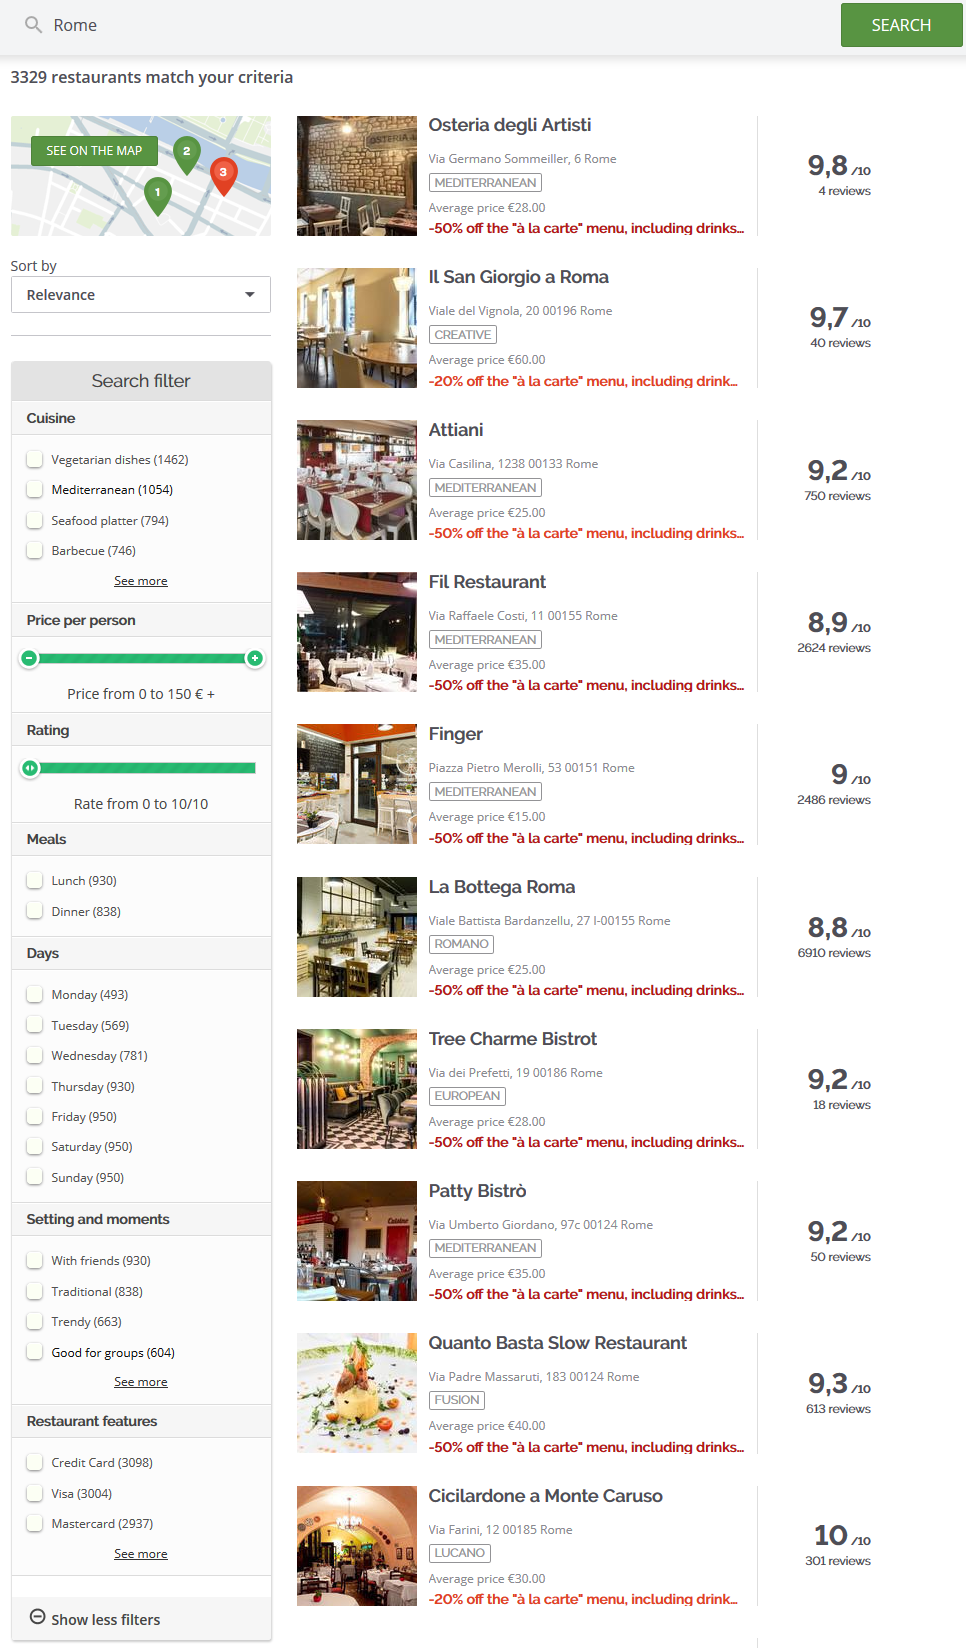 Rome
SEARCH
3329 restaurants match your criteria
SEE ON THE MAP
2
3
1
Sort by
Relevance
Search filter
Cuisine
Vegetarian dishes (1462)
Mediterranean (1054)
Seafood platter (794)
Barbecue (746)
See more
Price per person
Price from 0 to 150 € +
Rating
Rate from 0 to 10/10
Meals
Lunch (930)
Dinner (838)
Days
Monday (493)
Tuesday (569)
Wednesday (781)
Thursday (930)
Friday (950)
Saturday (950)
Sunday (950)
Setting and moments
With friends (930)
Traditional (838)
Trendy (663)
Good for groups (604)
See more
Restaurant features
Credit Card (3098)
Visa (3004)
Mastercard (2937)
See more
Show less filters
OSTERIA
Osteria degli Artisti
Via Germano Sommeiller, 6 Rome
MEDITERRANEAN
Average price €28.00
-50% off the "à la carte" menu, including drinks...
9,8 /10
4 reviews
Il San Giorgio a Roma
Viale del Vignola, 20 00196 Rome
CREATIVE
Average price €60.00
-20% off the "à la carte" menu, including drink...
9,7 /10
40 reviews
Attiani
Via Casilina, 1238 00133 Rome
MEDITERRANEAN
Average price €25.00
-50% off the "à la carte" menu, including drinks...
9,2 /10
750 reviews
Fil Restaurant
Via Raffaele Costi, 11 00155 Rome
MEDITERRANEAN
Average price €35.00
-50% off the "à la carte" menu, including drinks...
8,9 /10
2624 reviews
Finger
Piazza Pietro Merolli, 53 00151 Rome
MEDITERRANEAN
Average price €15.00
-50% off the "à la carte" menu, including drinks...
9 /10
2486 reviews
La Bottega Roma
Viale Battista Bardanzellu, 27 I-00155 Rome
ROMANO
Average price €25.00
-50% off the "à la carte" menu, including drinks...
8,8 /10
6910 reviews
Tree Charme Bistrot
Via dei Prefetti, 19 00186 Rome
EUROPEAN
Average price €28.00
-50% off the "à la carte" menu, including drinks...
9,2 /10
18 reviews
Cuisine
Patty Bistrò
Via Umberto Giordano, 97c 00124 Rome
MEDITERRANEAN
Average price €35.00
-50% off the "à la carte" menu, including drinks...
9,2 /10
50 reviews
Quanto Basta Slow Restaurant
Via Padre Massaruti, 183 00124 Rome
FUSION
Average price €40.00
-50% off the "à la carte" menu, including drinks...
9,3 /10
613 reviews
Cicilardone a Monte Caruso
Via Farini, 12 00185 Rome
LUCANO
Average price €30.00
-20% off the "à la carte" menu, including drink...
10 /10
301 reviews